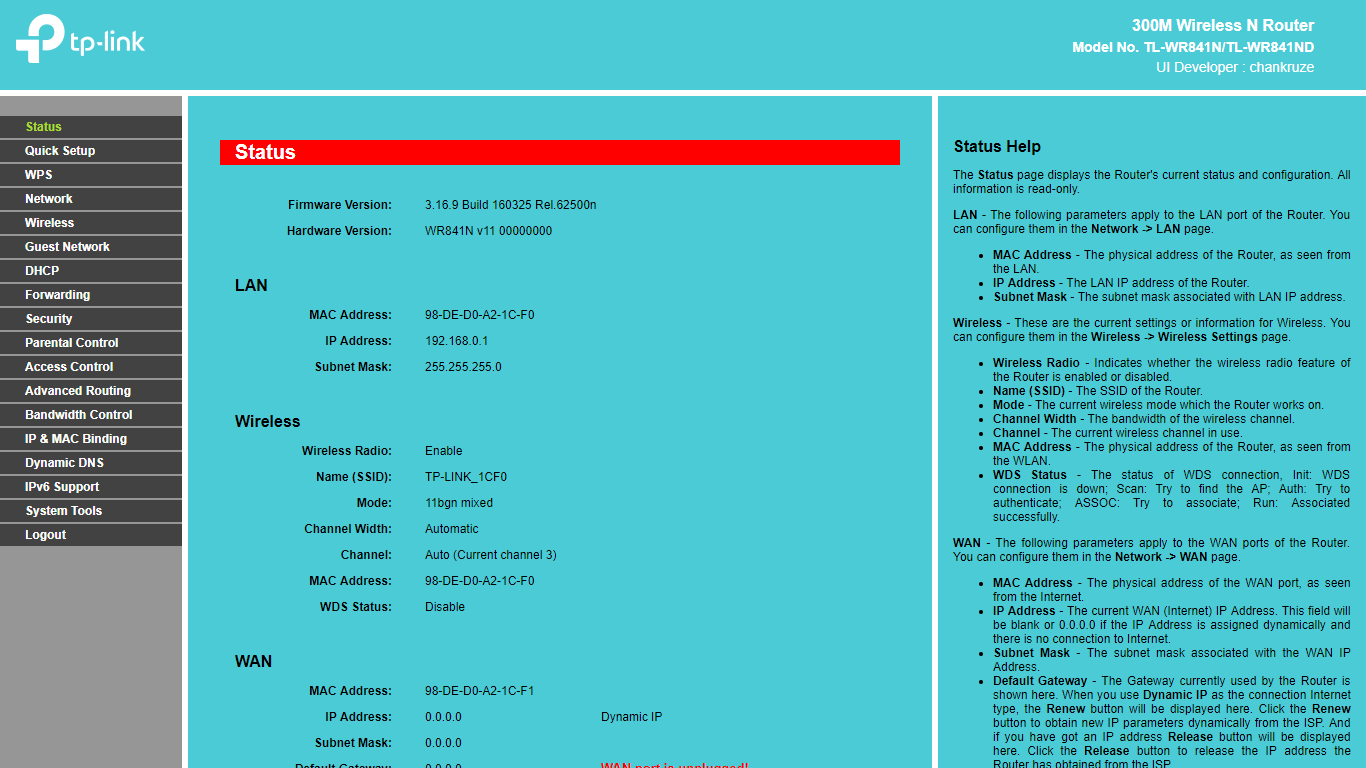 tp-link
300M Wireless N Router
Model No. TL-WR841N/TL-WR841ND
UI Developer : chankruze
Status
Quick Setup
WPS
Network
Wireless
Guest Network
DHCP
Forwarding
Security
Parental Control
Access Control
Advanced Routing
Bandwidth Control
IP & MAC Binding
Dynamic DNS
IPv6 Support
System Tools
Logout
Status
Firmware Version: 3.16.9 Build 160325 Rel.62500n
Hardware Version: WR841N v11 00000000
LAN
MAC Address: 98-DE-D0-A2-1C-F0
IP Address: 192.168.0.1
Subnet Mask: 255.255.255.0
Wireless
Wireless Radio: Enable
Name (SSID): TP-LINK_1CF0
Mode: 11bgn mixed
Channel Width: Automatic
Channel: Auto (Current channel 3)
MAC Address: 98-DE-D0-A2-1C-F0
WDS Status: Disable
WAN
MAC Address: 98-DE-D0-A2-1C-F1
IP Address: 0.0.0.0 Dynamic IP
Subnet Mask: 0.0.0.0
Default Gateway: 0.0.0.0 WAN port is unplugged!
Status Help
The Status page displays the Router's current status and configuration. All
information is read-only.
LAN - The following parameters apply to the LAN port of the Router. You
can configure them in the Network -> LAN page.
• MAC Address - The physical address of the Router, as seen from
the LAN.
• IP Address - The LAN IP address of the Router.
• Subnet Mask - The subnet mask associated with LAN IP address.
Wireless - These are the current settings or information for Wireless. You
can configure them in the Wireless -> Wireless Settings page.
• Wireless Radio - Indicates whether the wireless radio feature of
the Router is enabled or disabled.
• Name (SSID) - The SSID of the Router.
• Mode - The current wireless mode which the Router works on.
• Channel Width - The bandwidth of the wireless channel.
• Channel - The current wireless channel in use.
• MAC Address - The physical address of the Router, as seen from
the WLAN.
• WDS Status - The status of WDS connection, Init: WDS
connection is down; Scan: Try to find the AP; Auth: Try to
authenticate; ASSOC: Try to associate; Run: Associated
successfully.
WAN - The following parameters apply to the WAN ports of the Router.
You can configure them in the Network -> WAN page.
• MAC Address - The physical address of the WAN port, as seen
from the Internet.
• IP Address - The current WAN (Internet) IP Address. This field will
be blank or 0.0.0.0 if the IP Address is assigned dynamically and
there is no connection to Internet.
• Subnet Mask - The subnet mask associated with the WAN IP
Address.
• Default Gateway - The Gateway currently used by the Router is
shown here. When you use Dynamic IP as the connection Internet
type, the Renew button will be displayed here. Click the Renew
button to obtain new IP parameters dynamically from the ISP. And
if you have got an IP address Release button will be displayed
here. Click the Release button to release the IP address the
Router has obtained from the ISP.